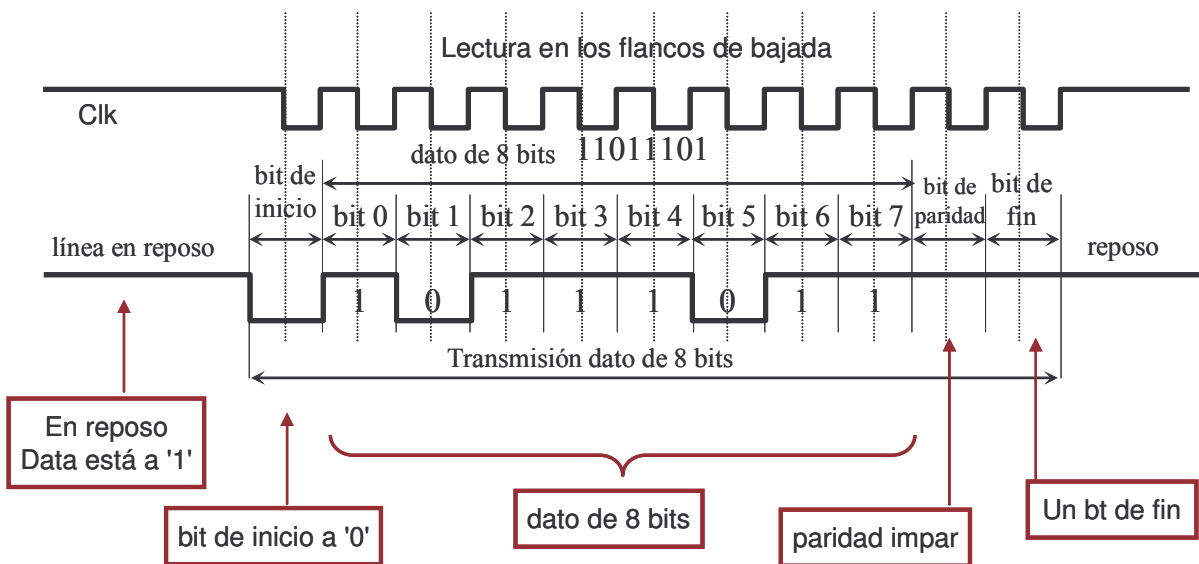 Lectura en los flancos de bajada
Clk
dato de 8 bits 11011101
bit de
inicio
bit 0 bit 1 bit 2 bit 3 bit 4 bit 5 bit 6 bit 7
bit de
paridad
bit de
fin
línea en reposo
reposo
1 0 1 1 1 0 1 1
Transmisión dato de 8 bits
En reposo
Data está a '1'
bit de inicio a '0'
dato de 8 bits
paridad impar
Un bt de fin